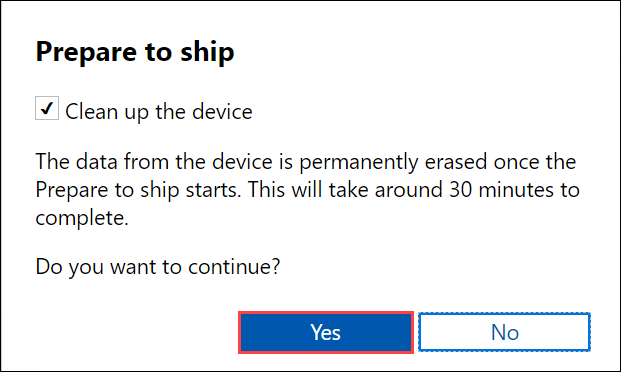 Prepare to ship
Clean up the device
The data from the device is permanently erased once the
Prepare to ship starts. This will take around 30 minutes to
complete.
Do you want to continue?
Yes
No